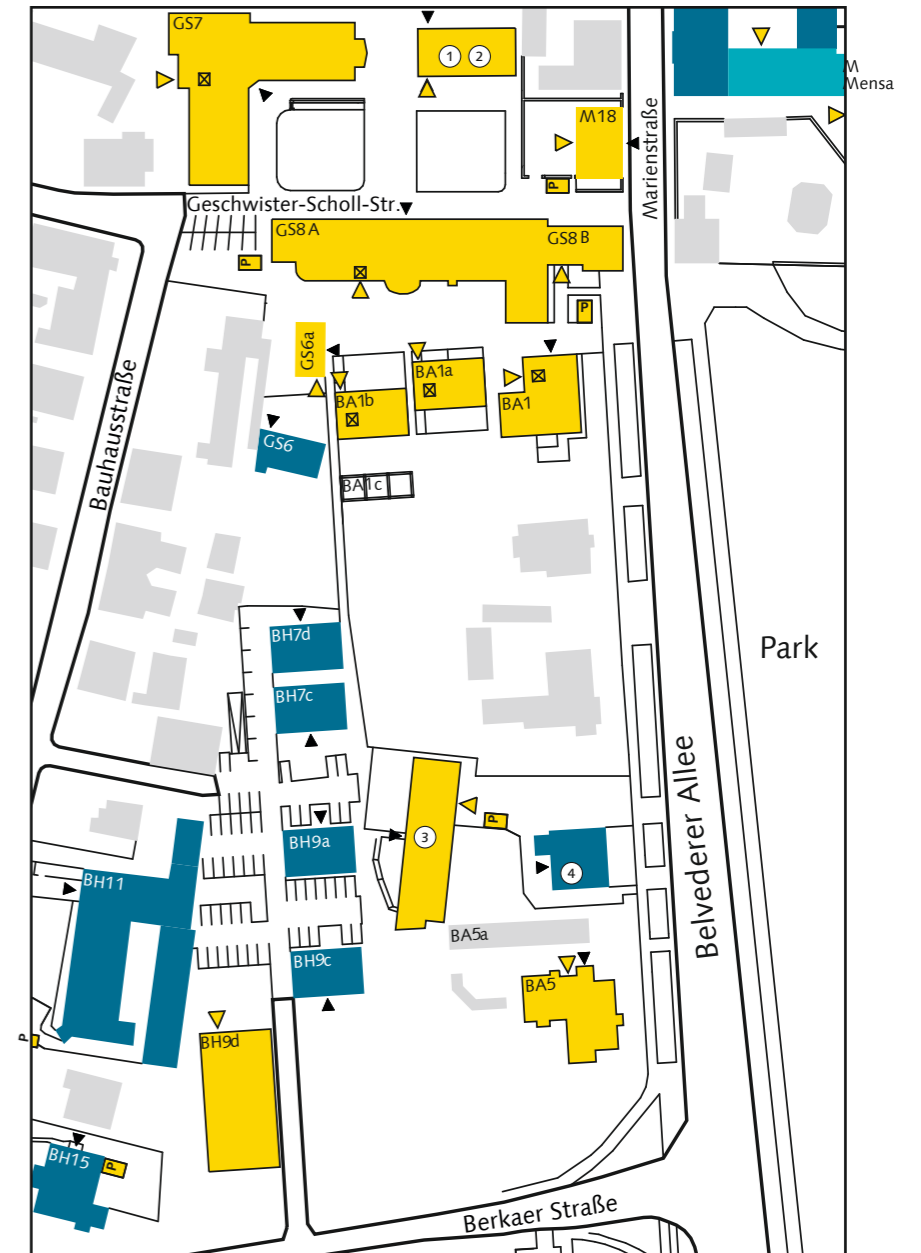 GS7
1 2
M
Mensa
M18
Marienstraße
P
Geschwister-Scholl-Str.
GS8 A
GS8 B
P
P
GS6a
BA1a
BA1b
BA1
GS6
BA1c
Bauhausstraße
BH7d
Park
BH7c
Belvederer Allee
P
BH9a
3
4
BH11
BA5a
BH9c
BA5
P
BH9d
BH15
P
Berkaer Straße